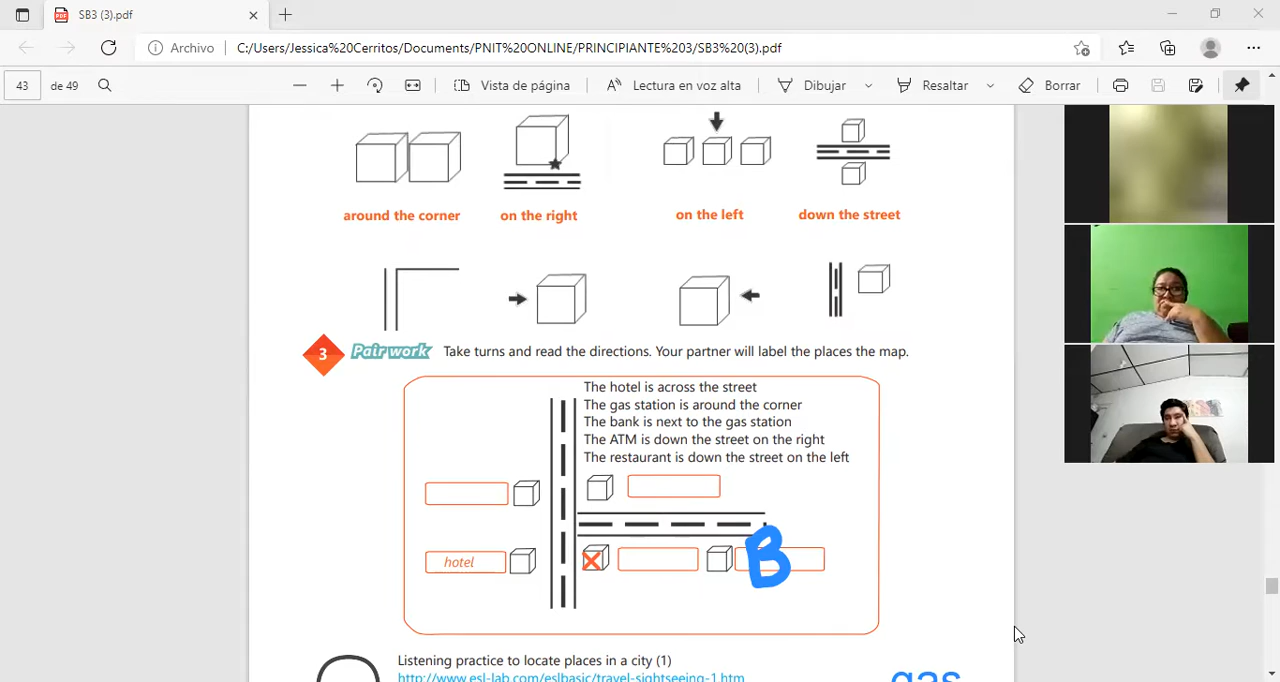 SB3 (3).pdf
Archivo C:/Users/Jessica%20Cerritos/Documents/PNIT%20ONLINE/PRINCIPIANTE%203/SB3%20(3).pdf
43 de 49 Vista de página Lectura en voz alta Dibujar Resaltar Borrar
around the corner on the right on the left down the street
3 Pair work Take turns and read the directions. Your partner will label the places the map.
The hotel is across the street
The gas station is around the corner
The bank is next to the gas station
The ATM is down the street on the right
The restaurant is down the street on the left
hotel B
Listening practice to locate places in a city (1)
http://www.esl-lab.com/eslbasic/travel-sightseeing-1.htm
gas